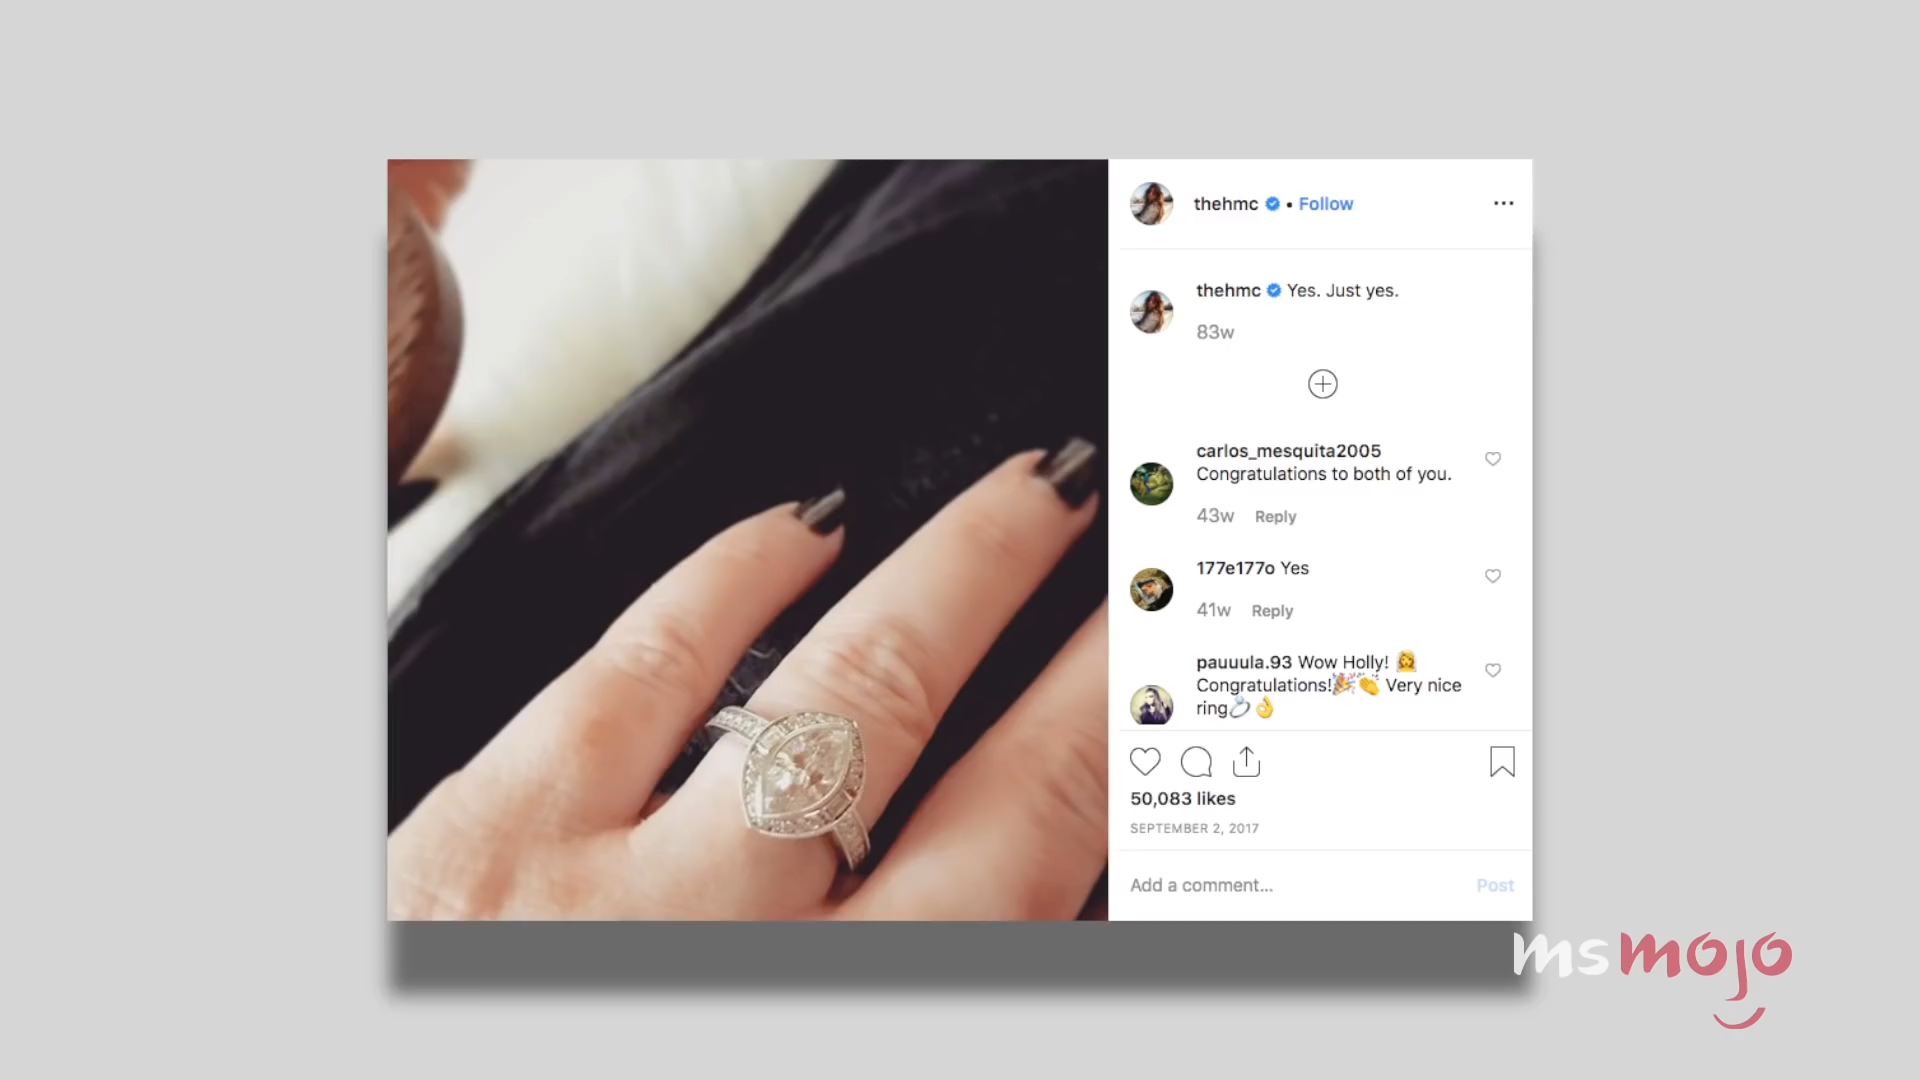 thehmc • Follow
thehmc Yes. Just yes.
83w
carlos_mesquita2005
Congratulations to both of you.
43w Reply
177e177o Yes
41w Reply
pauuula.93 Wow Holly! 👰
Congratulations!🎉👏 Very nice
ring💍👌
50,083 likes
SEPTEMBER 2, 2017
Add a comment... Post
msmojo